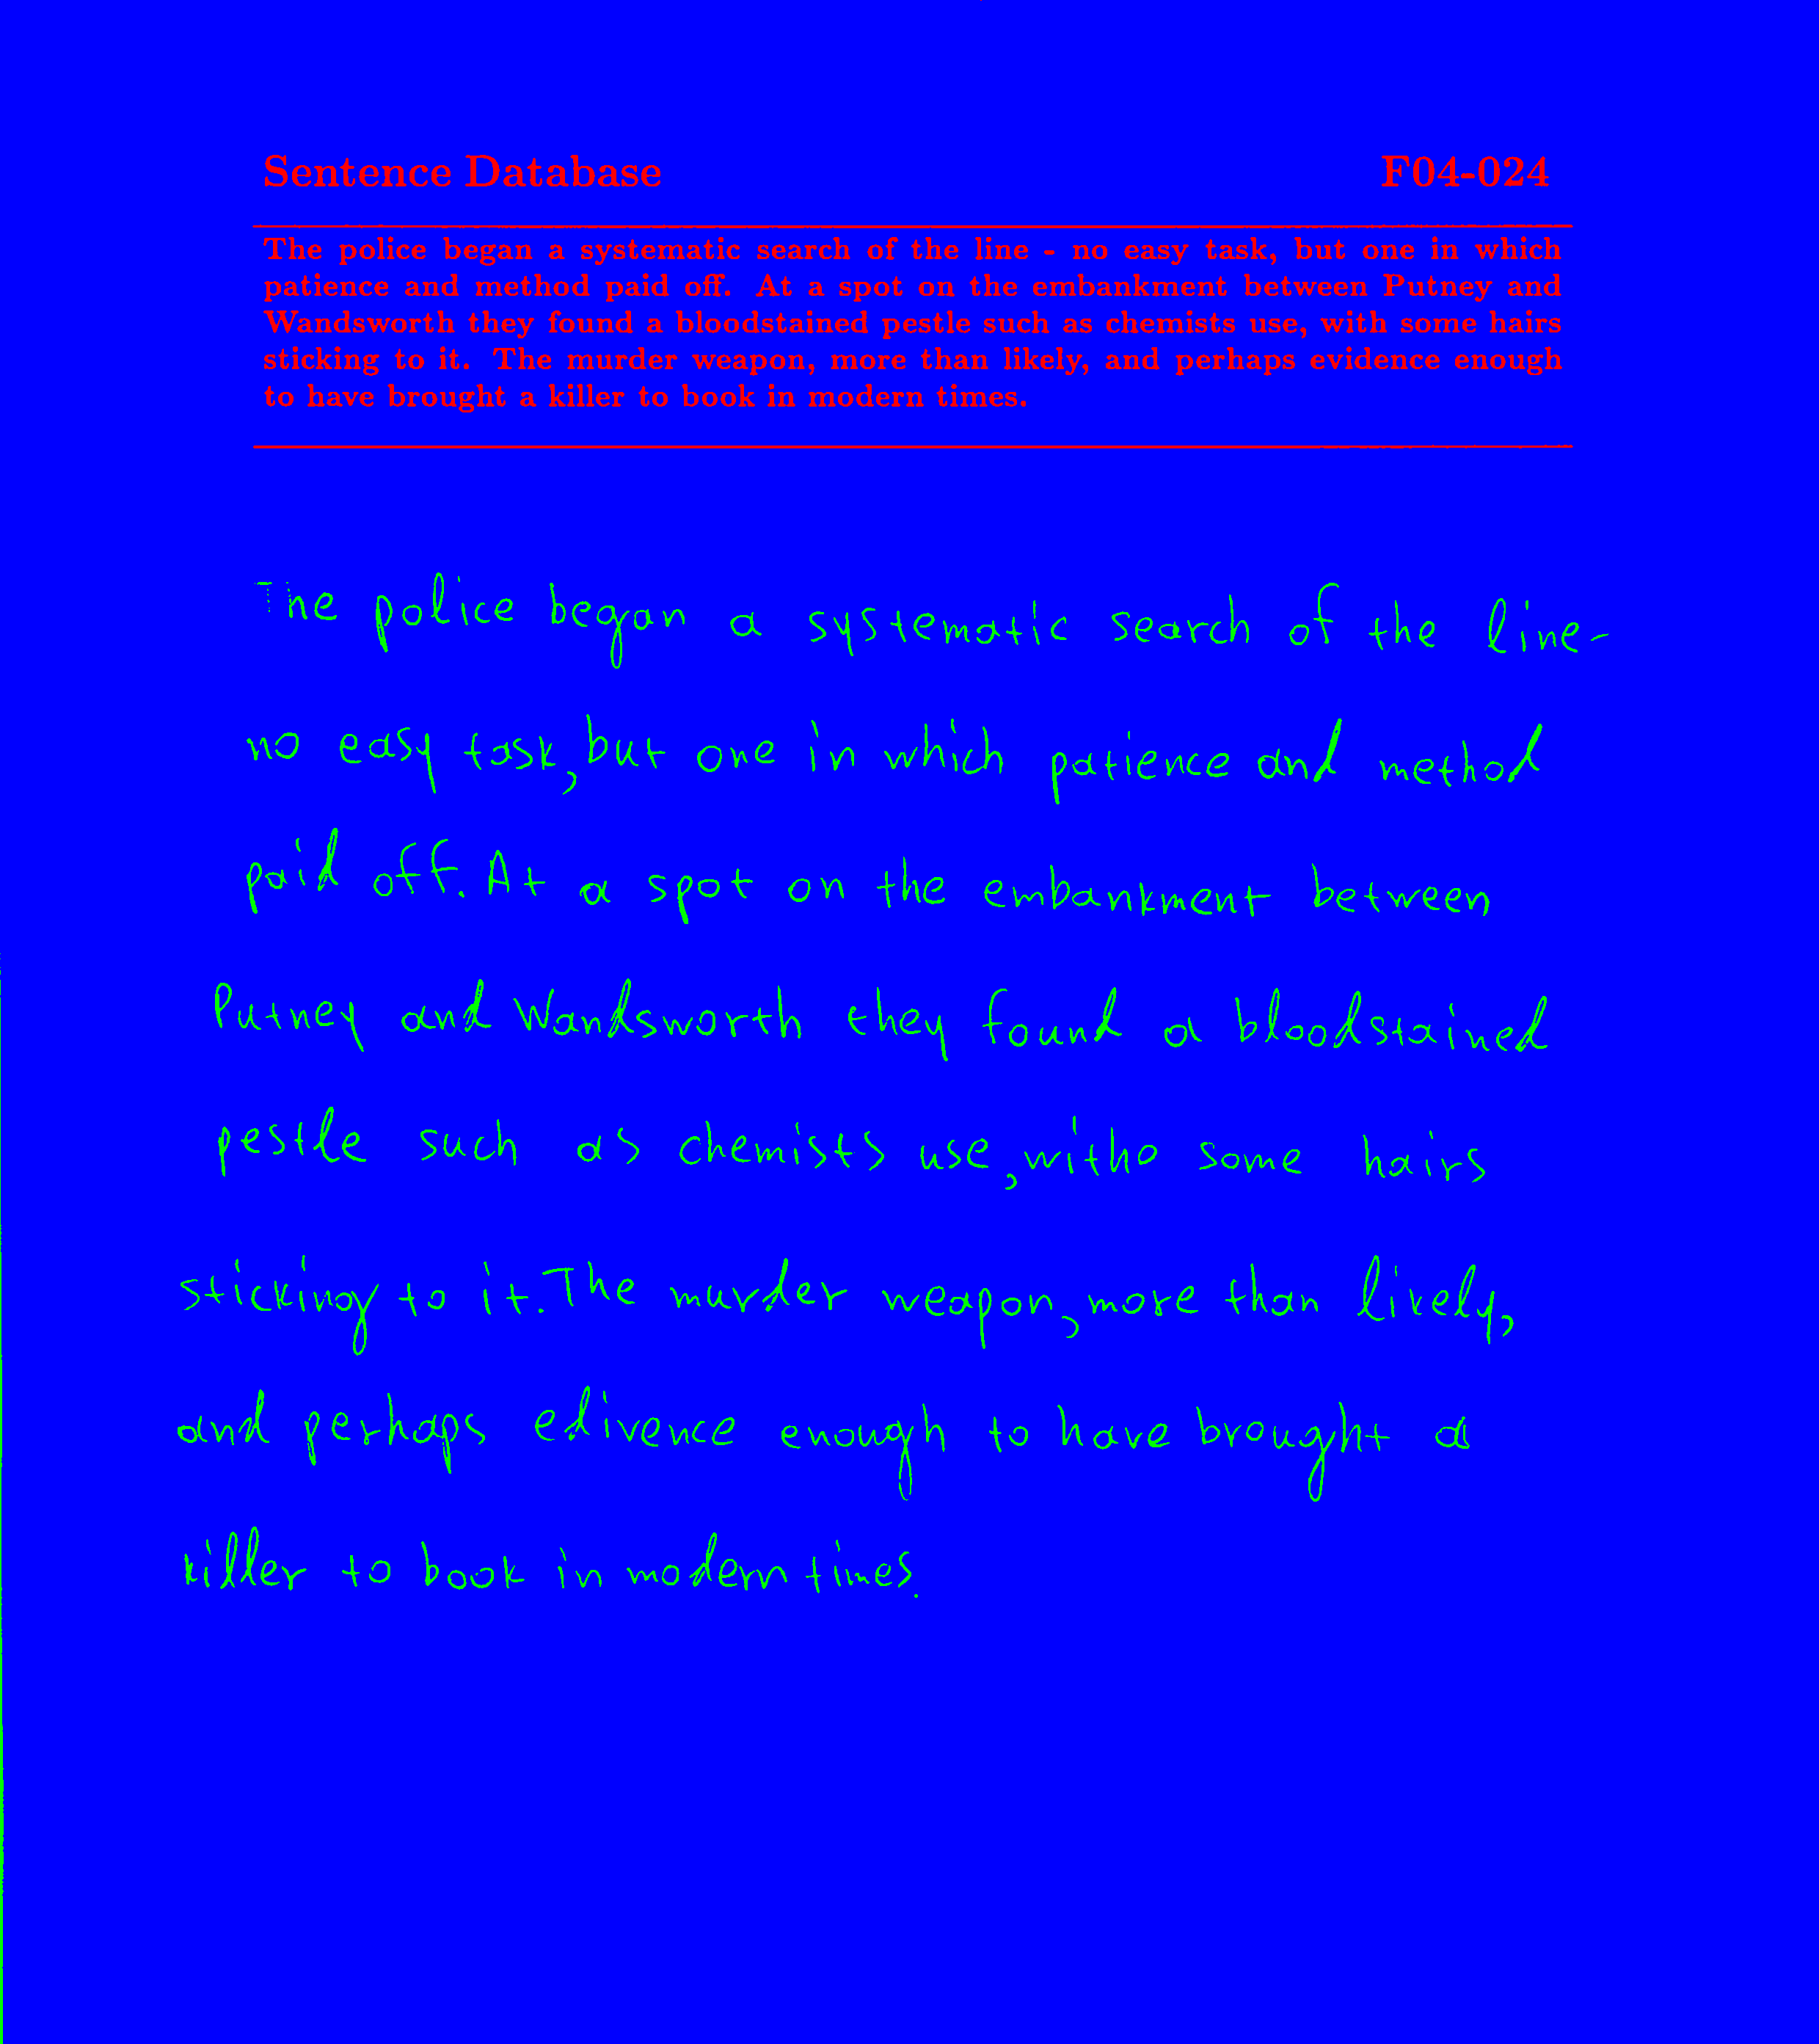 Sentence Database F04-024
The police began a systematic search of the line - no easy task, but one in which
patience and method paid off. At a spot on the embankment between Putney and
Wandsworth they found a bloodstained pestle such as chemists use, with some hairs
sticking to it. The murder weapon, more than likely, and perhaps evidence enough
to have brought a killer to book in modern times.
The police began a systematic search of the line-
no easy task, but one in which patience and method
paid off. At a spot on the embankment between
Putney and Wandsworth they found a bloodstained
pestle such as chemists use, witho some hairs
sticking to it. The murder weapon, more than likely,
and perhaps edivence enough to have brought a
killer to book in modern times.